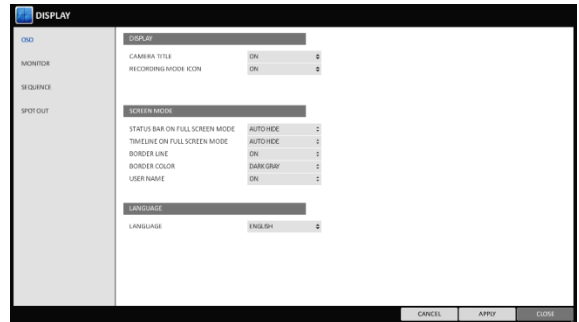 DISPLAY
OSD
MONITOR
SEQUENCE
SPOT OUT
DISPLAY
CAMERA TITLE ON
RECORDING MODE ICON ON
SCREEN MODE
STATUS BAR ON FULL SCREEN MODE AUTO HIDE
TIMELINE ON FULL SCREEN MODE AUTO HIDE
BORDER LINE ON
BORDER COLOR DARK GRAY
USER NAME ON
LANGUAGE
LANGUAGE ENGLISH
CANCEL APPLY CLOSE